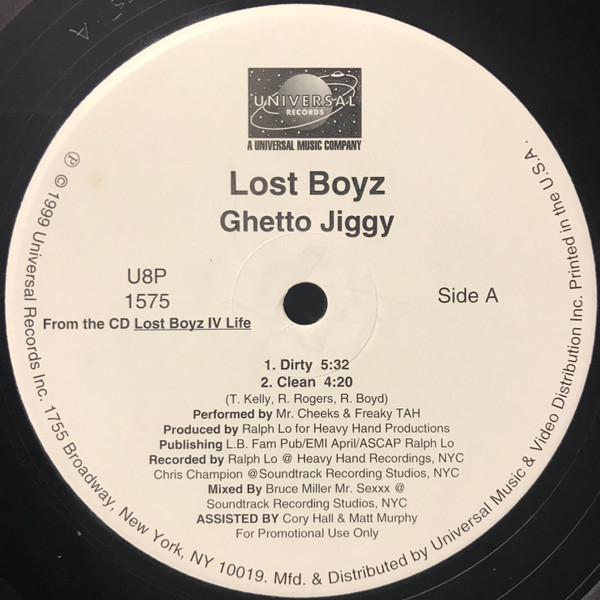 UNIVERSAL
RECORDS
A UNIVERSAL MUSIC COMPANY
Lost Boyz
Ghetto Jiggy
U8P
1575
Side A
From the CD Lost Boyz IV Life
1. Dirty 5:32
2. Clean 4:20
(T. Kelly, R. Rogers, R. Boyd)
Performed by Mr. Cheeks & Freaky TAH
Produced by Ralph Lo for Heavy Hand Productions
Publishing L.B. Fam Pub/EMI April/ASCAP Ralph Lo
Recorded by Ralph Lo @ Heavy Hand Recordings, NYC
Chris Champion @Soundtrack Recording Studios, NYC
Mixed By Bruce Miller Mr. Sexxx @
Soundtrack Recording Studios, NYC
ASSISTED BY Cory Hall & Matt Murphy
For Promotional Use Only
℗ © 1999 Universal Records Inc. 1755 Broadway, New York, NY 10019. Mfd. & Distributed by Universal Music & Video Distribution Inc. Printed in the U.S.A.